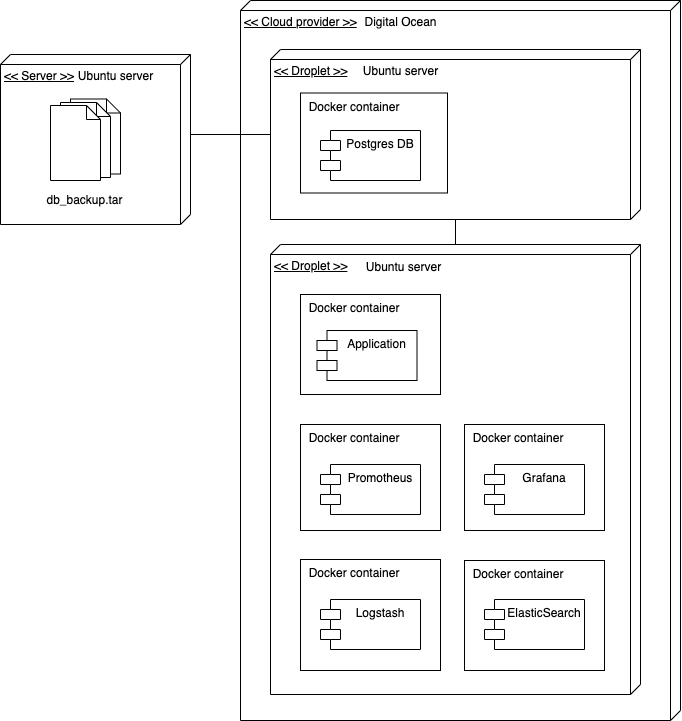 << Cloud provider >> Digital Ocean
<< Server >> Ubuntu server
db_backup.tar
<< Droplet >> Ubuntu server
Docker container
Postgres DB
<< Droplet >> Ubuntu server
Docker container
Application
Docker container
Promotheus
Docker container
Grafana
Docker container
Logstash
Docker container
ElasticSearch